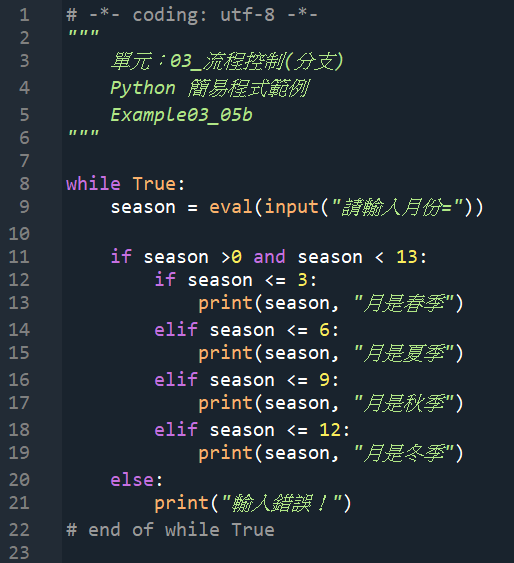 1 # -*- coding: utf-8 -*-
2 """
3     單元：03_流程控制(分支)
4     Python 簡易程式範例
5     Example03_05b
6 """
7
8 while True:
9     season = eval(input("請輸入月份="))
10
11     if season >0 and season < 13:
12         if season <= 3:
13             print(season, "月是春季")
14         elif season <= 6:
15             print(season, "月是夏季")
16         elif season <= 9:
17             print(season, "月是秋季")
18         elif season <= 12:
19             print(season, "月是冬季")
20     else:
21         print("輸入錯誤！")
22 # end of while True
23